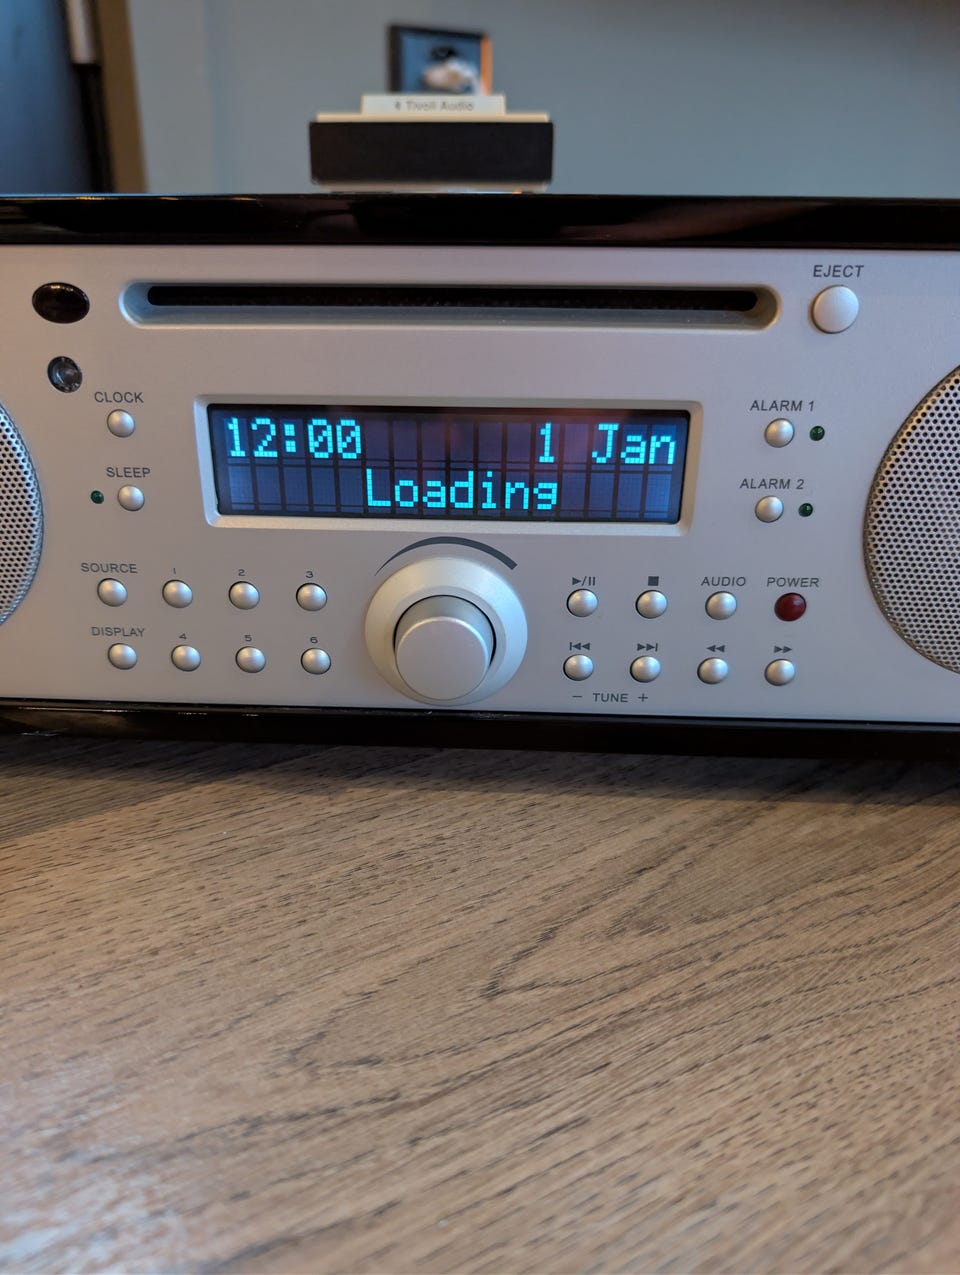 Tivoli Audio
EJECT
CLOCK
ALARM 1
12:00 1 Jan
Loading
SLEEP
ALARM 2
SOURCE 1 2 3
AUDIO POWER
DISPLAY 4 5 6
− TUNE +